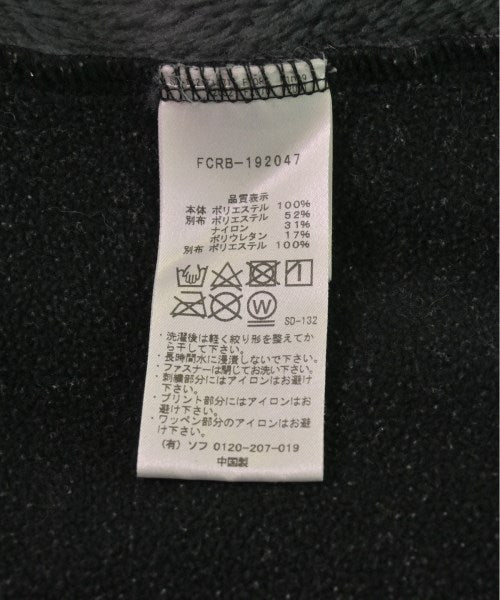 FCRB-192047
品質表示
本体 ポリエステル 100%
別布 ポリエステル 52%
ナイロン 31%
ポリウレタン 17%
別布 ポリエステル 100%
W
SD-132
・洗濯後は軽く絞り形を整えてか
ら干して下さい。
・長時間水に浸漬しないで下さい。
・ファスナーは閉じてお洗い下さい。
・刺繍部分にはアイロンはお
避け下さい。
・プリント部分にはアイロンはお
避け下さい。
・ワッペン部分のアイロンはお避
け下さい。
(有) ソフ 0120-207-019
中国製